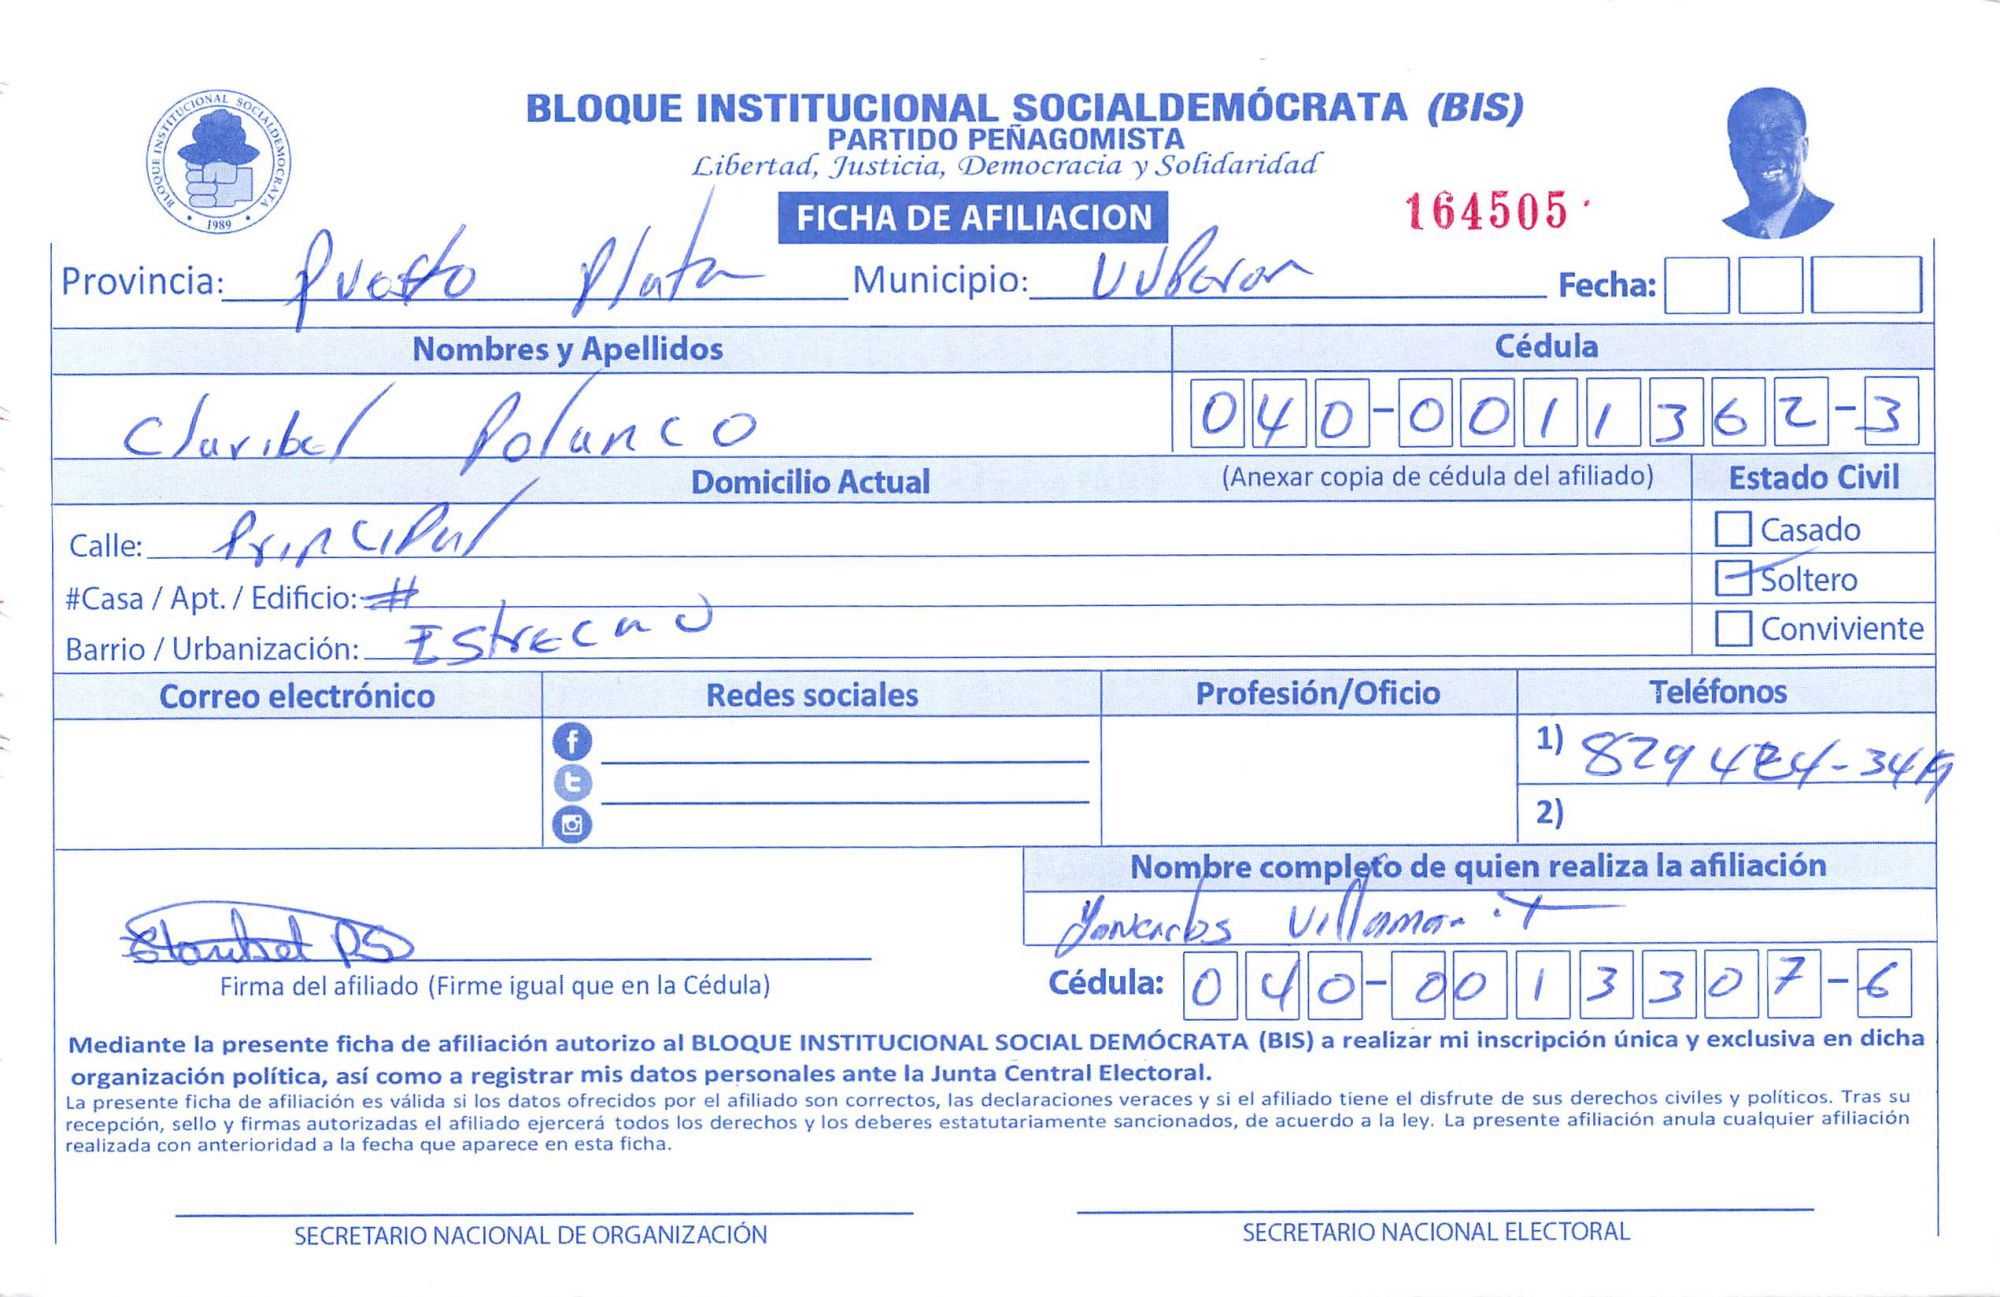 BLOQUE INSTITUCIONAL SOCIALDEMOCRATA
1989
BLOQUE INSTITUCIONAL SOCIALDEMÓCRATA (BIS)
PARTIDO PEÑAGOMISTA
Libertad, Justicia, Democracia y Solidaridad
FICHA DE AFILIACION
164505
Provincia: Puerto Plata Municipio: Fecha:
Nombres y Apellidos Cédula
Claribel Polanco 040-0011362-3
Domicilio Actual (Anexar copia de cédula del afiliado) Estado Civil
Calle: Principal Casado
#Casa / Apt. / Edificio: # Soltero
Barrio / Urbanización: Conviviente
Correo electrónico Redes sociales Profesión/Oficio Teléfonos
1) 829
2)
Nombre completo de quien realiza la afiliación
Firma del afiliado (Firme igual que en la Cédula)
Cédula: 040-0013307-6
Mediante la presente ficha de afiliación autorizo al BLOQUE INSTITUCIONAL SOCIAL DEMÓCRATA (BIS) a realizar mi inscripción única y exclusiva en dicha
organización política, así como a registrar mis datos personales ante la Junta Central Electoral.
La presente ficha de afiliación es válida si los datos ofrecidos por el afiliado son correctos, las declaraciones veraces y si el afiliado tiene el disfrute de sus derechos civiles y políticos. Tras su
recepción, sello y firmas autorizadas el afiliado ejercerá todos los derechos y los deberes estatutariamente sancionados, de acuerdo a la ley. La presente afiliación anula cualquier afiliación
realizada con anterioridad a la fecha que aparece en esta ficha.
SECRETARIO NACIONAL DE ORGANIZACIÓN SECRETARIO NACIONAL ELECTORAL